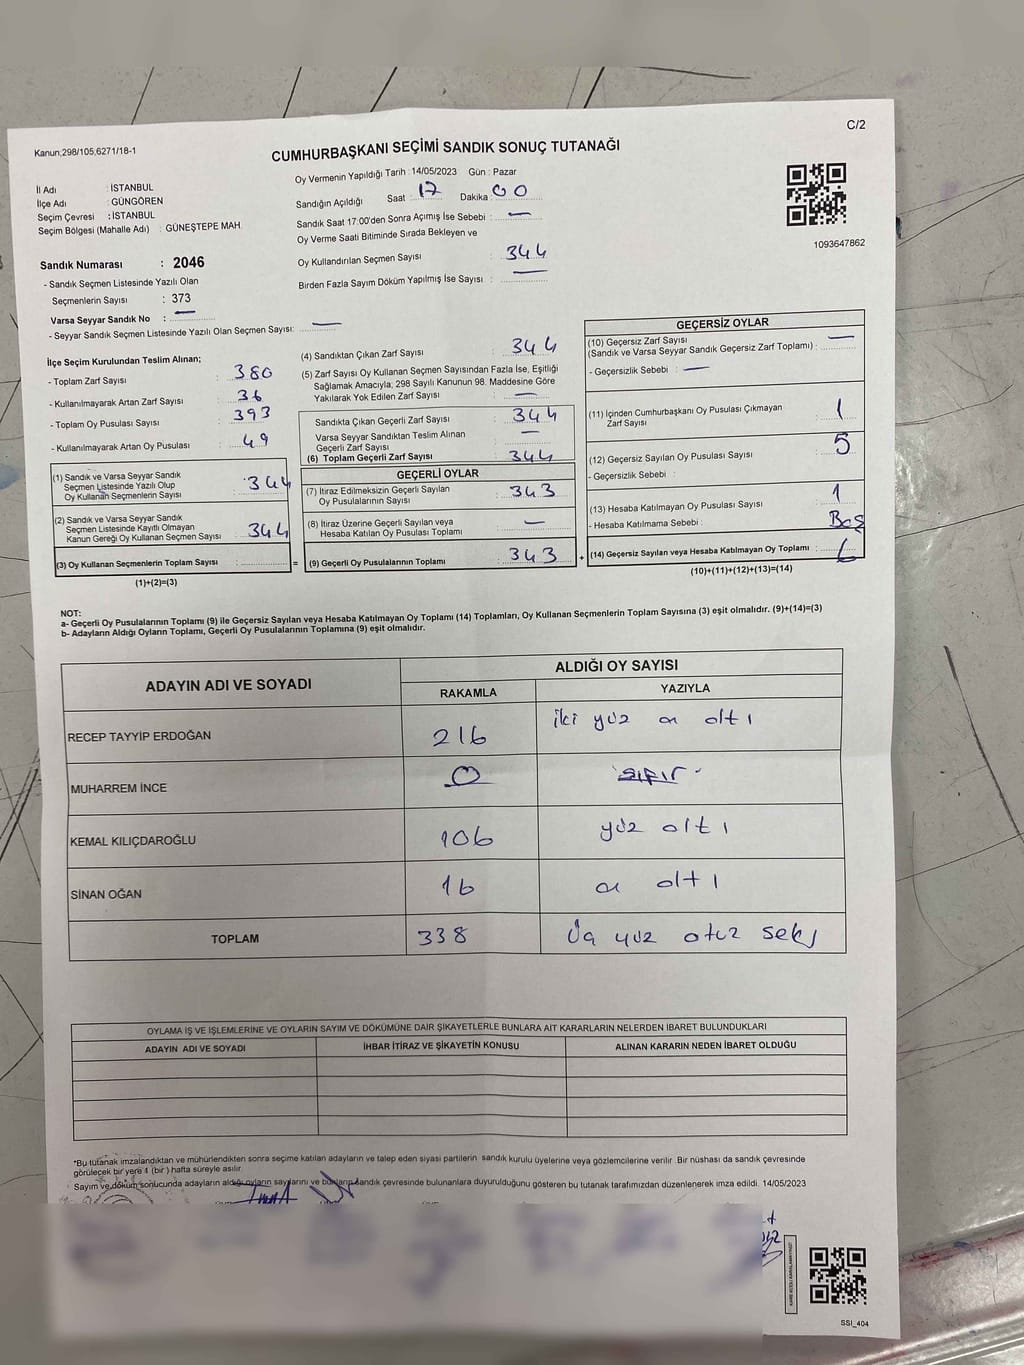 C/2
Kanun;298/105;6271/18-1
CUMHURBAŞKANI SEÇİMİ SANDIK SONUÇ TUTANAĞI
İl Adı : İSTANBUL
İlçe Adı : GÜNGÖREN
Seçim Çevresi : İSTANBUL
Seçim Bölgesi (Mahalle Adı) : GÜNEŞTEPE MAH
Sandık Numarası : 2046
- Sandık Seçmen Listesinde Yazılı Olan
Seçmenlerin Sayısı : 373
Varsa Seyyar Sandık No : —
- Seyyar Sandık Seçmen Listesinde Yazılı Olan Seçmen Sayısı: —
Oy Vermenin Yapıldığı Tarih : 14/05/2023 Gün : Pazar
Sandığın Açıldığı Saat : 17 Dakika : 00
Sandık Saat 17:00'den Sonra Açımış İse Sebebi : —
Oy Verme Saati Bitiminde Sırada Bekleyen ve
Oy Kullandırılan Seçmen Sayısı : 344
Birden Fazla Sayım Döküm Yapılmış İse Sayısı : —
1093647862
İlçe Seçim Kurulundan Teslim Alınan;
- Toplam Zarf Sayısı : 380
- Kullanılmayarak Artan Zarf Sayısı : 36
- Toplam Oy Pusulası Sayısı : 393
- Kullanılmayarak Artan Oy Pusulası : 49
(1) Sandık ve Varsa Seyyar Sandık
Seçmen Listesinde Yazılı Olup
Oy Kullanan Seçmenlerin Sayısı : 344
(2) Sandık ve Varsa Seyyar Sandık
Seçmen Listesinde Kayıtlı Olmayan
Kanun Gereği Oy Kullanan Seçmen Sayısı : 344
(3) Oy Kullanan Seçmenlerin Toplam Sayısı : =
(1)+(2)=(3)
(4) Sandıktan Çıkan Zarf Sayısı : 344
(5) Zarf Sayısı Oy Kullanan Seçmen Sayısından Fazla İse, Eşitliği
Sağlamak Amacıyla; 298 Sayılı Kanunun 98. Maddesine Göre
Yakılarak Yok Edilen Zarf Sayısı : —
Sandıkta Çıkan Geçerli Zarf Sayısı : 344
Varsa Seyyar Sandıktan Teslim Alınan
Geçerli Zarf Sayısı : —
(6) Toplam Geçerli Zarf Sayısı : 344
GEÇERLİ OYLAR
(7) İtiraz Edilmeksizin Geçerli Sayılan
Oy Pusulalarının Sayısı : 343
(8) İtiraz Üzerine Geçerli Sayılan veya
Hesaba Katılan Oy Pusulası Toplamı : —
(9) Geçerli Oy Pusulalarının Toplamı : 343 +
GEÇERSİZ OYLAR
(10) Geçersiz Zarf Sayısı
(Sandık ve Varsa Seyyar Sandık Geçersiz Zarf Toplamı) : —
- Geçersizlik Sebebi : —
(11) İçinden Cumhurbaşkanı Oy Pusulası Çıkmayan
Zarf Sayısı : 1
(12) Geçersiz Sayılan Oy Pusulası Sayısı : 5
- Geçersizlik Sebebi :
(13) Hesaba Katılmayan Oy Pusulası Sayısı : 1
- Hesaba Katılmama Sebebi : Boş
(14) Geçersiz Sayılan veya Hesaba Katılmayan Oy Toplamı : 6
(10)+(11)+(12)+(13)=(14)
NOT:
a- Geçerli Oy Pusulalarının Toplamı (9) ile Geçersiz Sayılan veya Hesaba Katılmayan Oy Toplamı (14) Toplamları, Oy Kullanan Seçmenlerin Toplam Sayısına (3) eşit olmalıdır. (9)+(14)=(3)
b- Adayların Aldığı Oyların Toplamı, Geçerli Oy Pusulalarının Toplamına (9) eşit olmalıdır.
ADAYIN ADI VE SOYADI
ALDIĞI OY SAYISI
RAKAMLA YAZIYLA
RECEP TAYYİP ERDOĞAN 216 iki yüz on altı
MUHARREM İNCE 0 sıfır
KEMAL KILIÇDAROĞLU 106 yüz altı
SİNAN OĞAN 16 on altı
TOPLAM 338 Üç yüz otuz sekş
OYLAMA İŞ VE İŞLEMLERİNE VE OYLARIN SAYIM VE DÖKÜMÜNE DAİR ŞİKAYETLERLE BUNLARA AİT KARARLARIN NELERDEN İBARET BULUNDUKLARI
ADAYIN ADI VE SOYADI İHBAR İTİRAZ VE ŞİKAYETİN KONUSU ALINAN KARARIN NEDEN İBARET OLDUĞU
*Bu tutanak imzalandıktan ve mühürlendikten sonra seçime katılan adayların ve talep eden siyasi partilerin sandık kurulu üyelerine veya gözlemcilerine verilir .Bir nüshası da sandık çevresinde
görülecek bir yere 1 (bir ) hafta süreyle asılır.
Sayım ve döküm sonucunda adayların aldığı oyların sayılarını ve bunların sandık çevresinde bulunanlara duyurulduğunu gösteren bu tutanak tarafımızdan düzenlenerek imza edildi. 14/05/2023
SSI_404